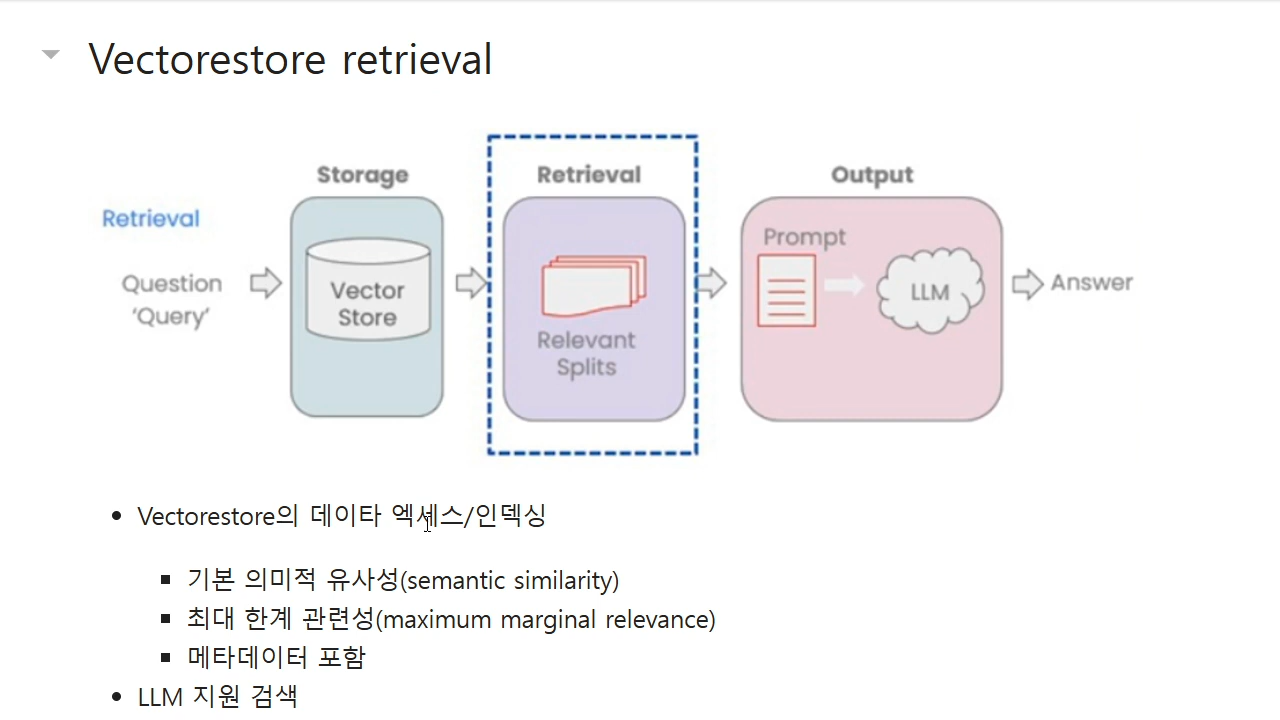 Vectorestore retrieval
Storage
Retrieval
Output
Retrieval
Question
‘Query’
Vector
Store
Relevant
Splits
Prompt
LLM
Answer
Vectorestore의 데이타 엑세스/인덱싱
기본 의미적 유사성(semantic similarity)
최대 한계 관련성(maximum marginal relevance)
메타데이터 포함
LLM 지원 검색